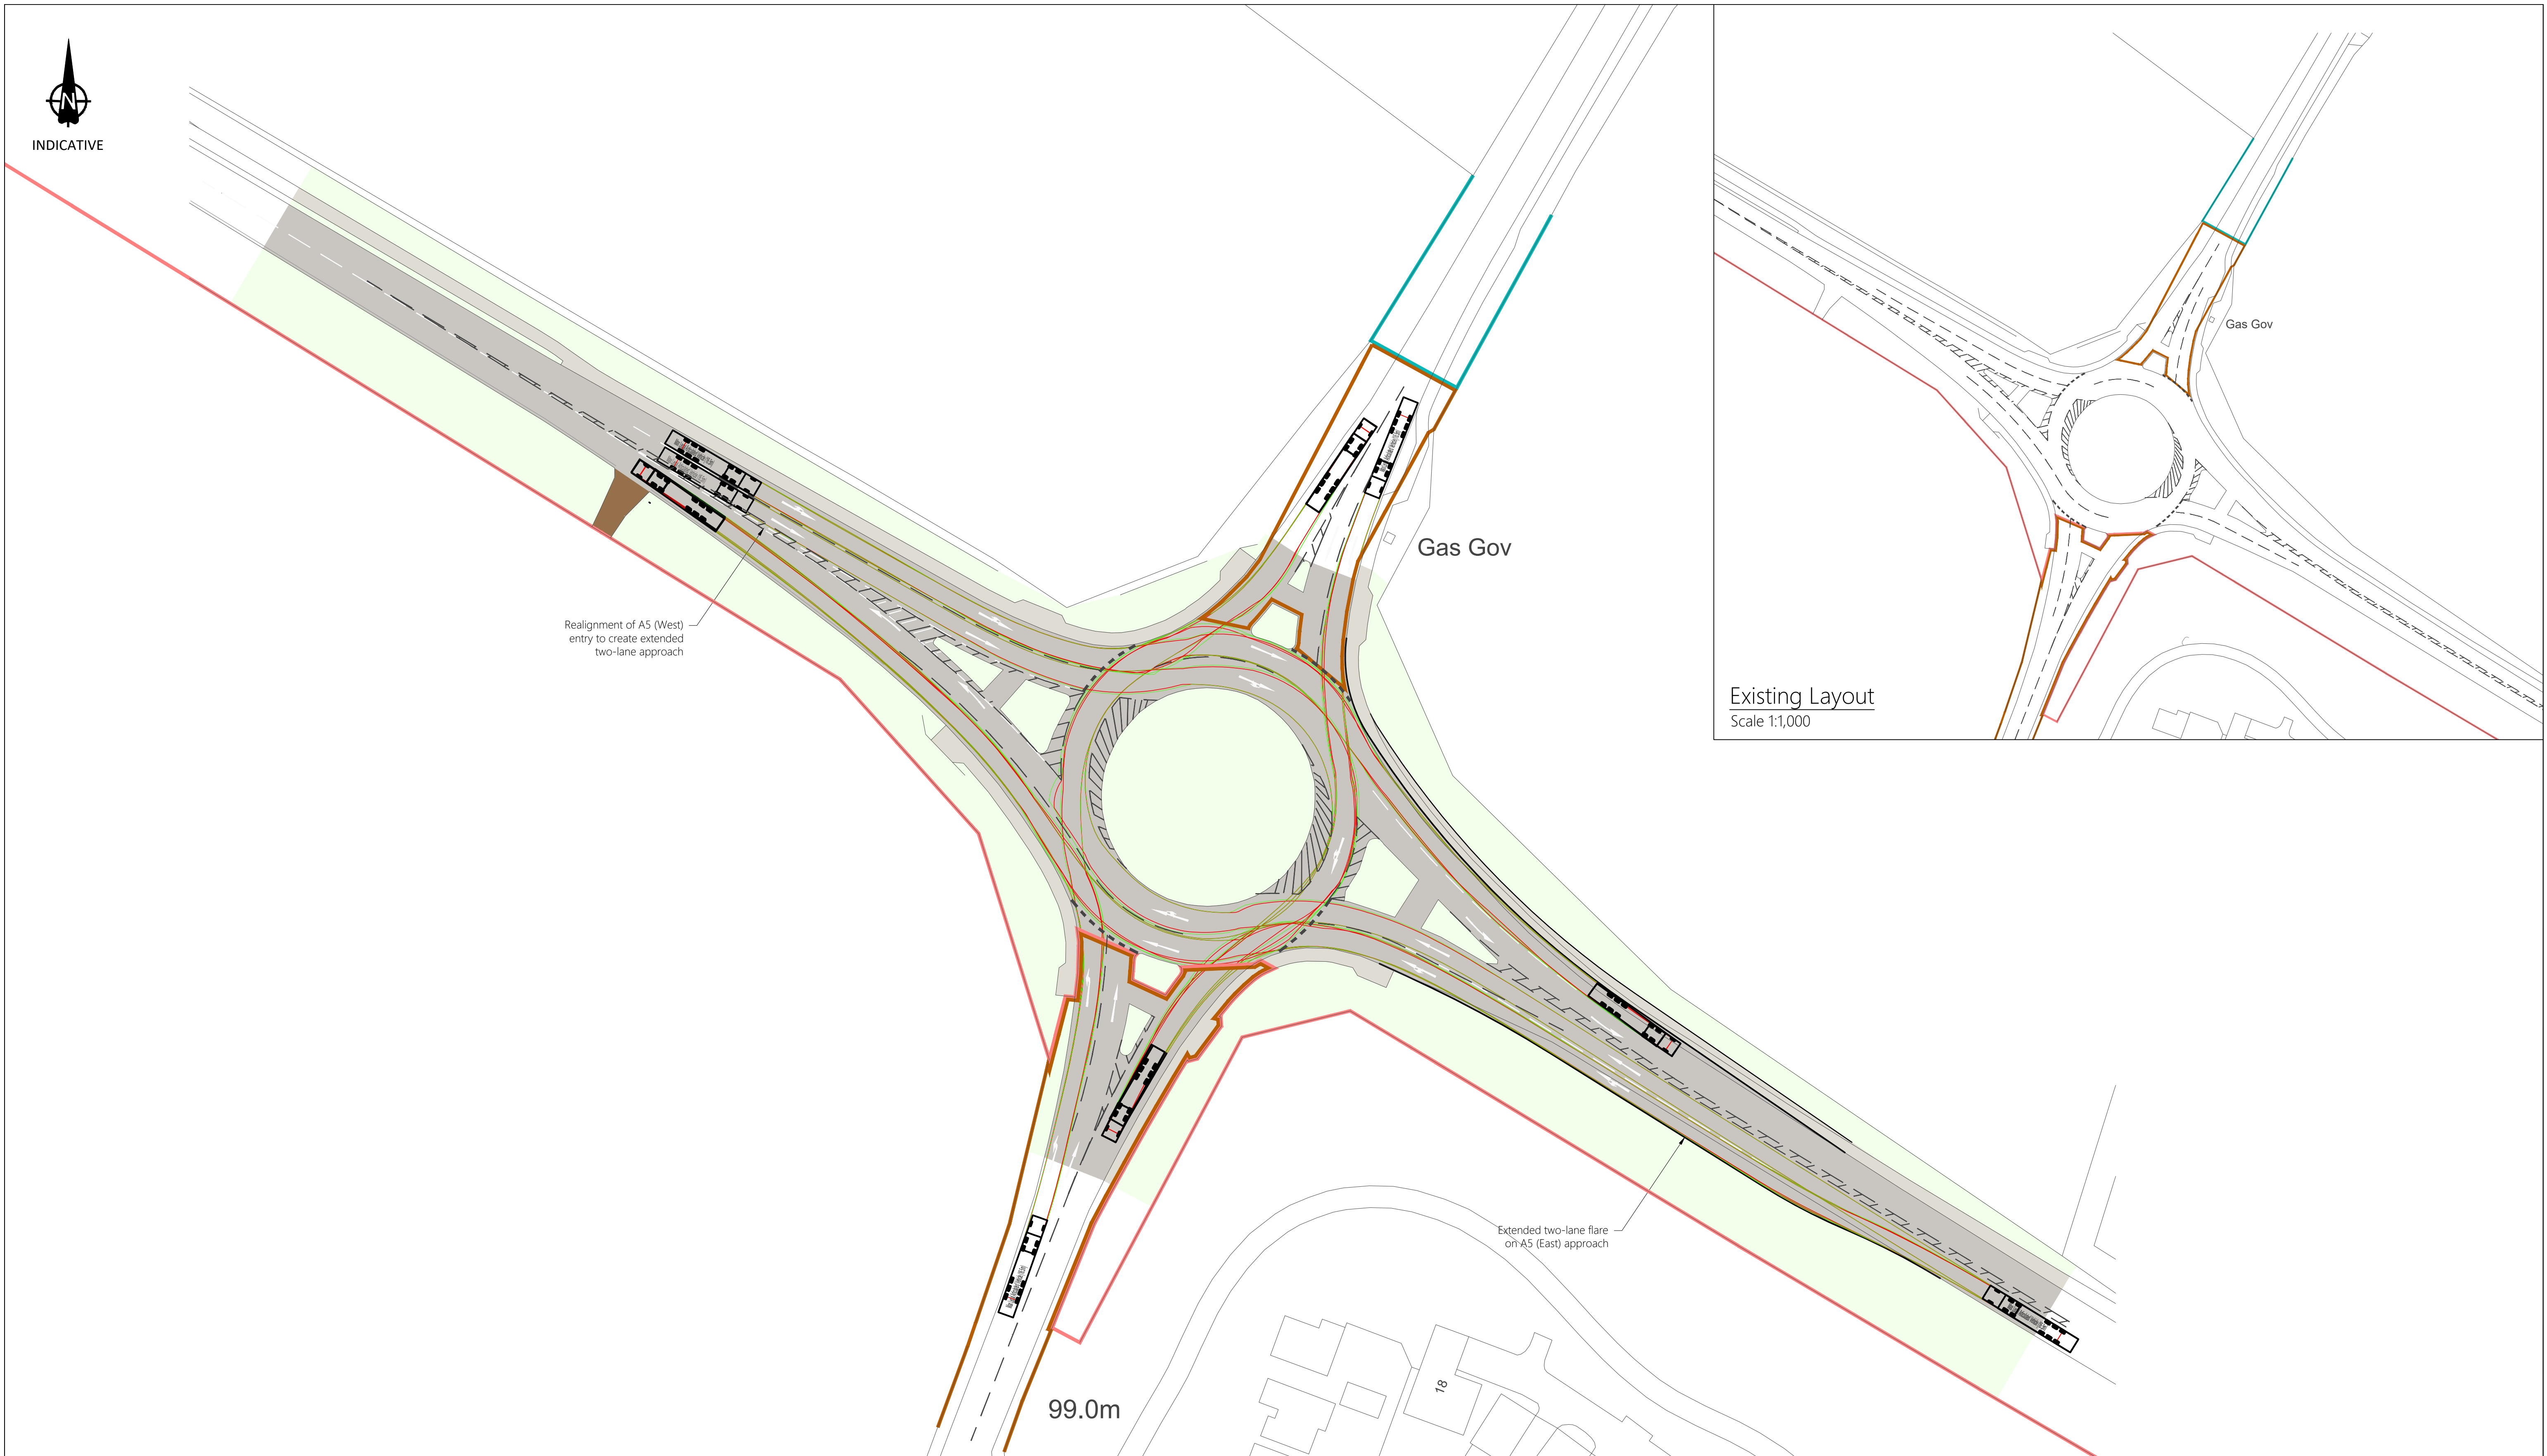 N
INDICATIVE
Realignment of A5 (West)
entry to create extended
two-lane approach
Gas Gov
Extended two-lane flare
on A5 (East) approach
99.0m
18
Gas Gov
Existing Layout
Scale 1:1,000